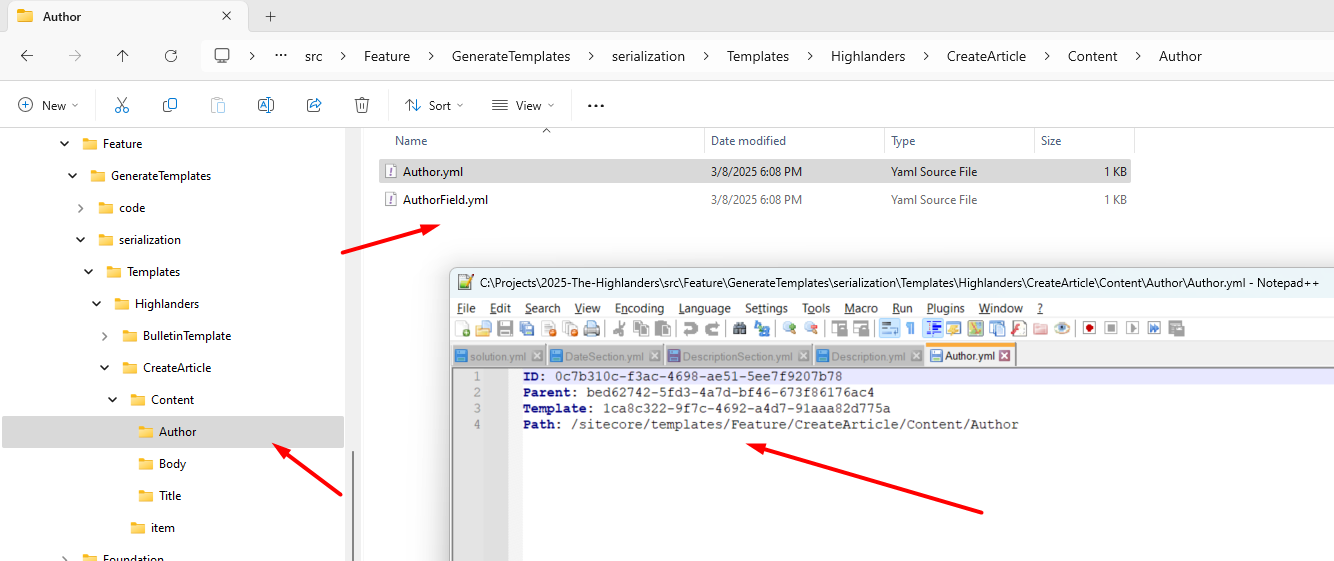 Author
src Feature GenerateTemplates serialization Templates Highlanders CreateArticle Content Author
New Sort View
Name Date modified Type Size
Feature
GenerateTemplates
code
serialization
Templates
Highlanders
BulletinTemplate
CreateArticle
Content
Author
Body
Title
item
Foundation
Author.yml 3/8/2025 6:08 PM Yaml Source File 1 KB
AuthorField.yml 3/8/2025 6:08 PM Yaml Source File 1 KB
C:\Projects\2025-The-Highlanders\src\Feature\GenerateTemplates\serialization\Templates\Highlanders\CreateArticle\Content\Author\Author.yml - Notepad++
File Edit Search View Encoding Language Settings Tools Macro Run Plugins Window ?
solution.yml DateSection.yml DescriptionSection.yml Description.yml Author.yml
1 ID: 0c7b310c-f3ac-4698-ae51-5ee7f9207b78
2 Parent: bed62742-5fd3-4a7d-bf46-673f86176ac4
3 Template: 1ca8c322-9f7c-4692-a4d7-91aaa82d775a
4 Path: /sitecore/templates/Feature/CreateArticle/Content/Author